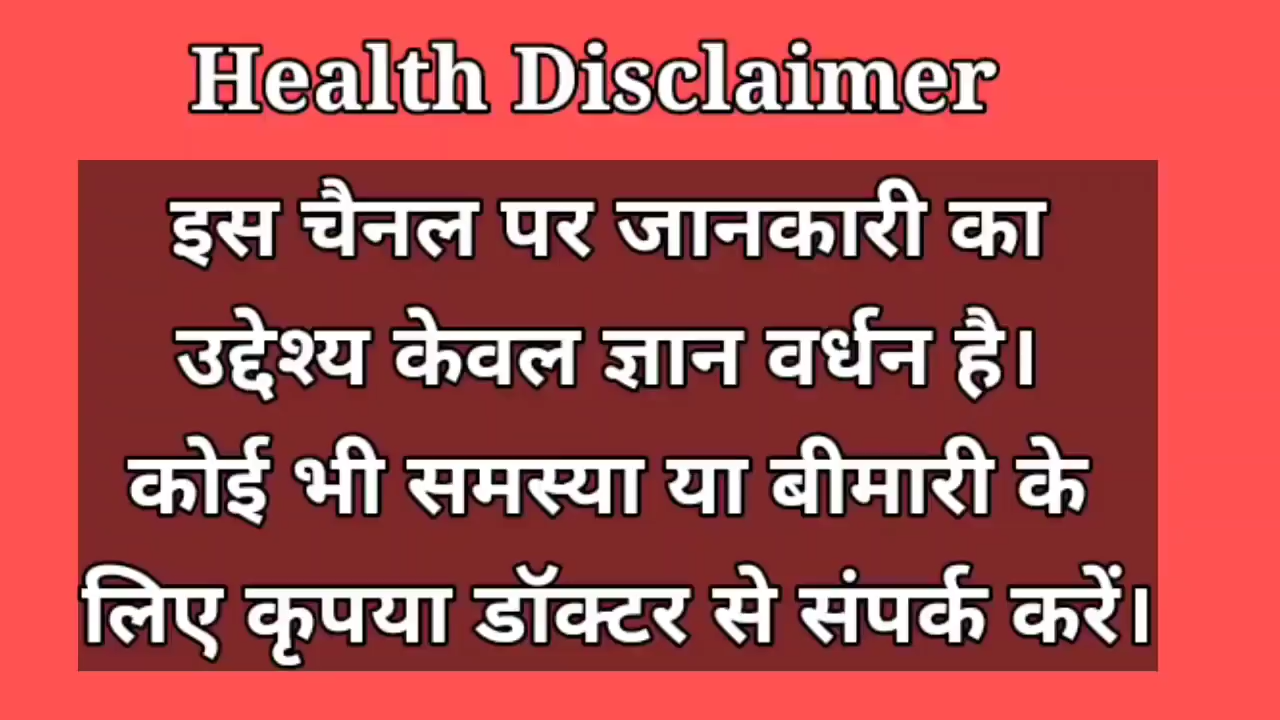 Health Disclaimer
इस चैनल पर जानकारी का
उद्देश्य केवल ज्ञान वर्धन है।
कोई भी समस्या या बीमारी के
लिए कृपया डॉक्टर से संपर्क करें।